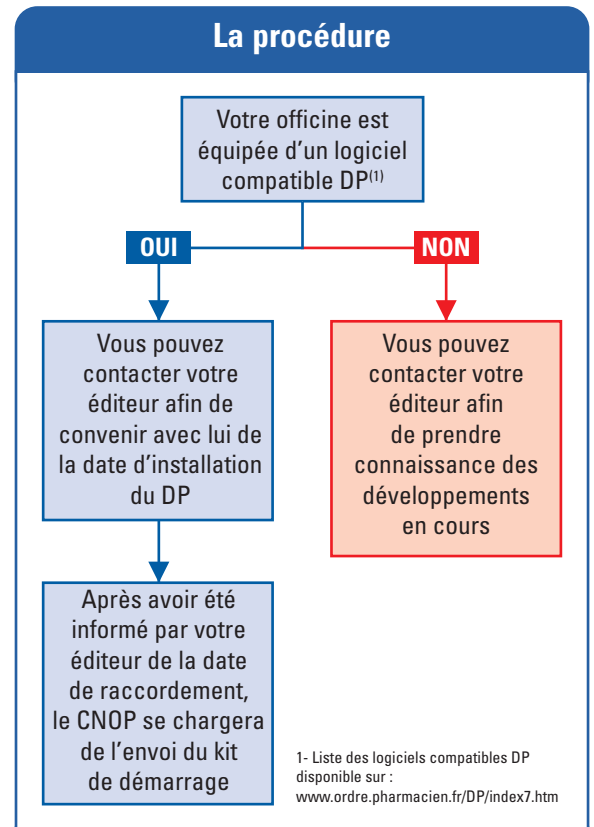 La procédure
Votre officine est
équipée d'un logiciel
compatible DP(1)
OUI
NON
Vous pouvez
contacter votre
éditeur afin de
convenir avec lui de
la date d'installation
du DP
Vous pouvez
contacter votre
éditeur afin
de prendre
connaissance des
développements
en cours
Après avoir été
informé par votre
éditeur de la date
de raccordement,
le CNOP se chargera
de l'envoi du kit
de démarrage
1- Liste des logiciels compatibles DP
disponible sur :
www.ordre.pharmacien.fr/DP/index7.htm